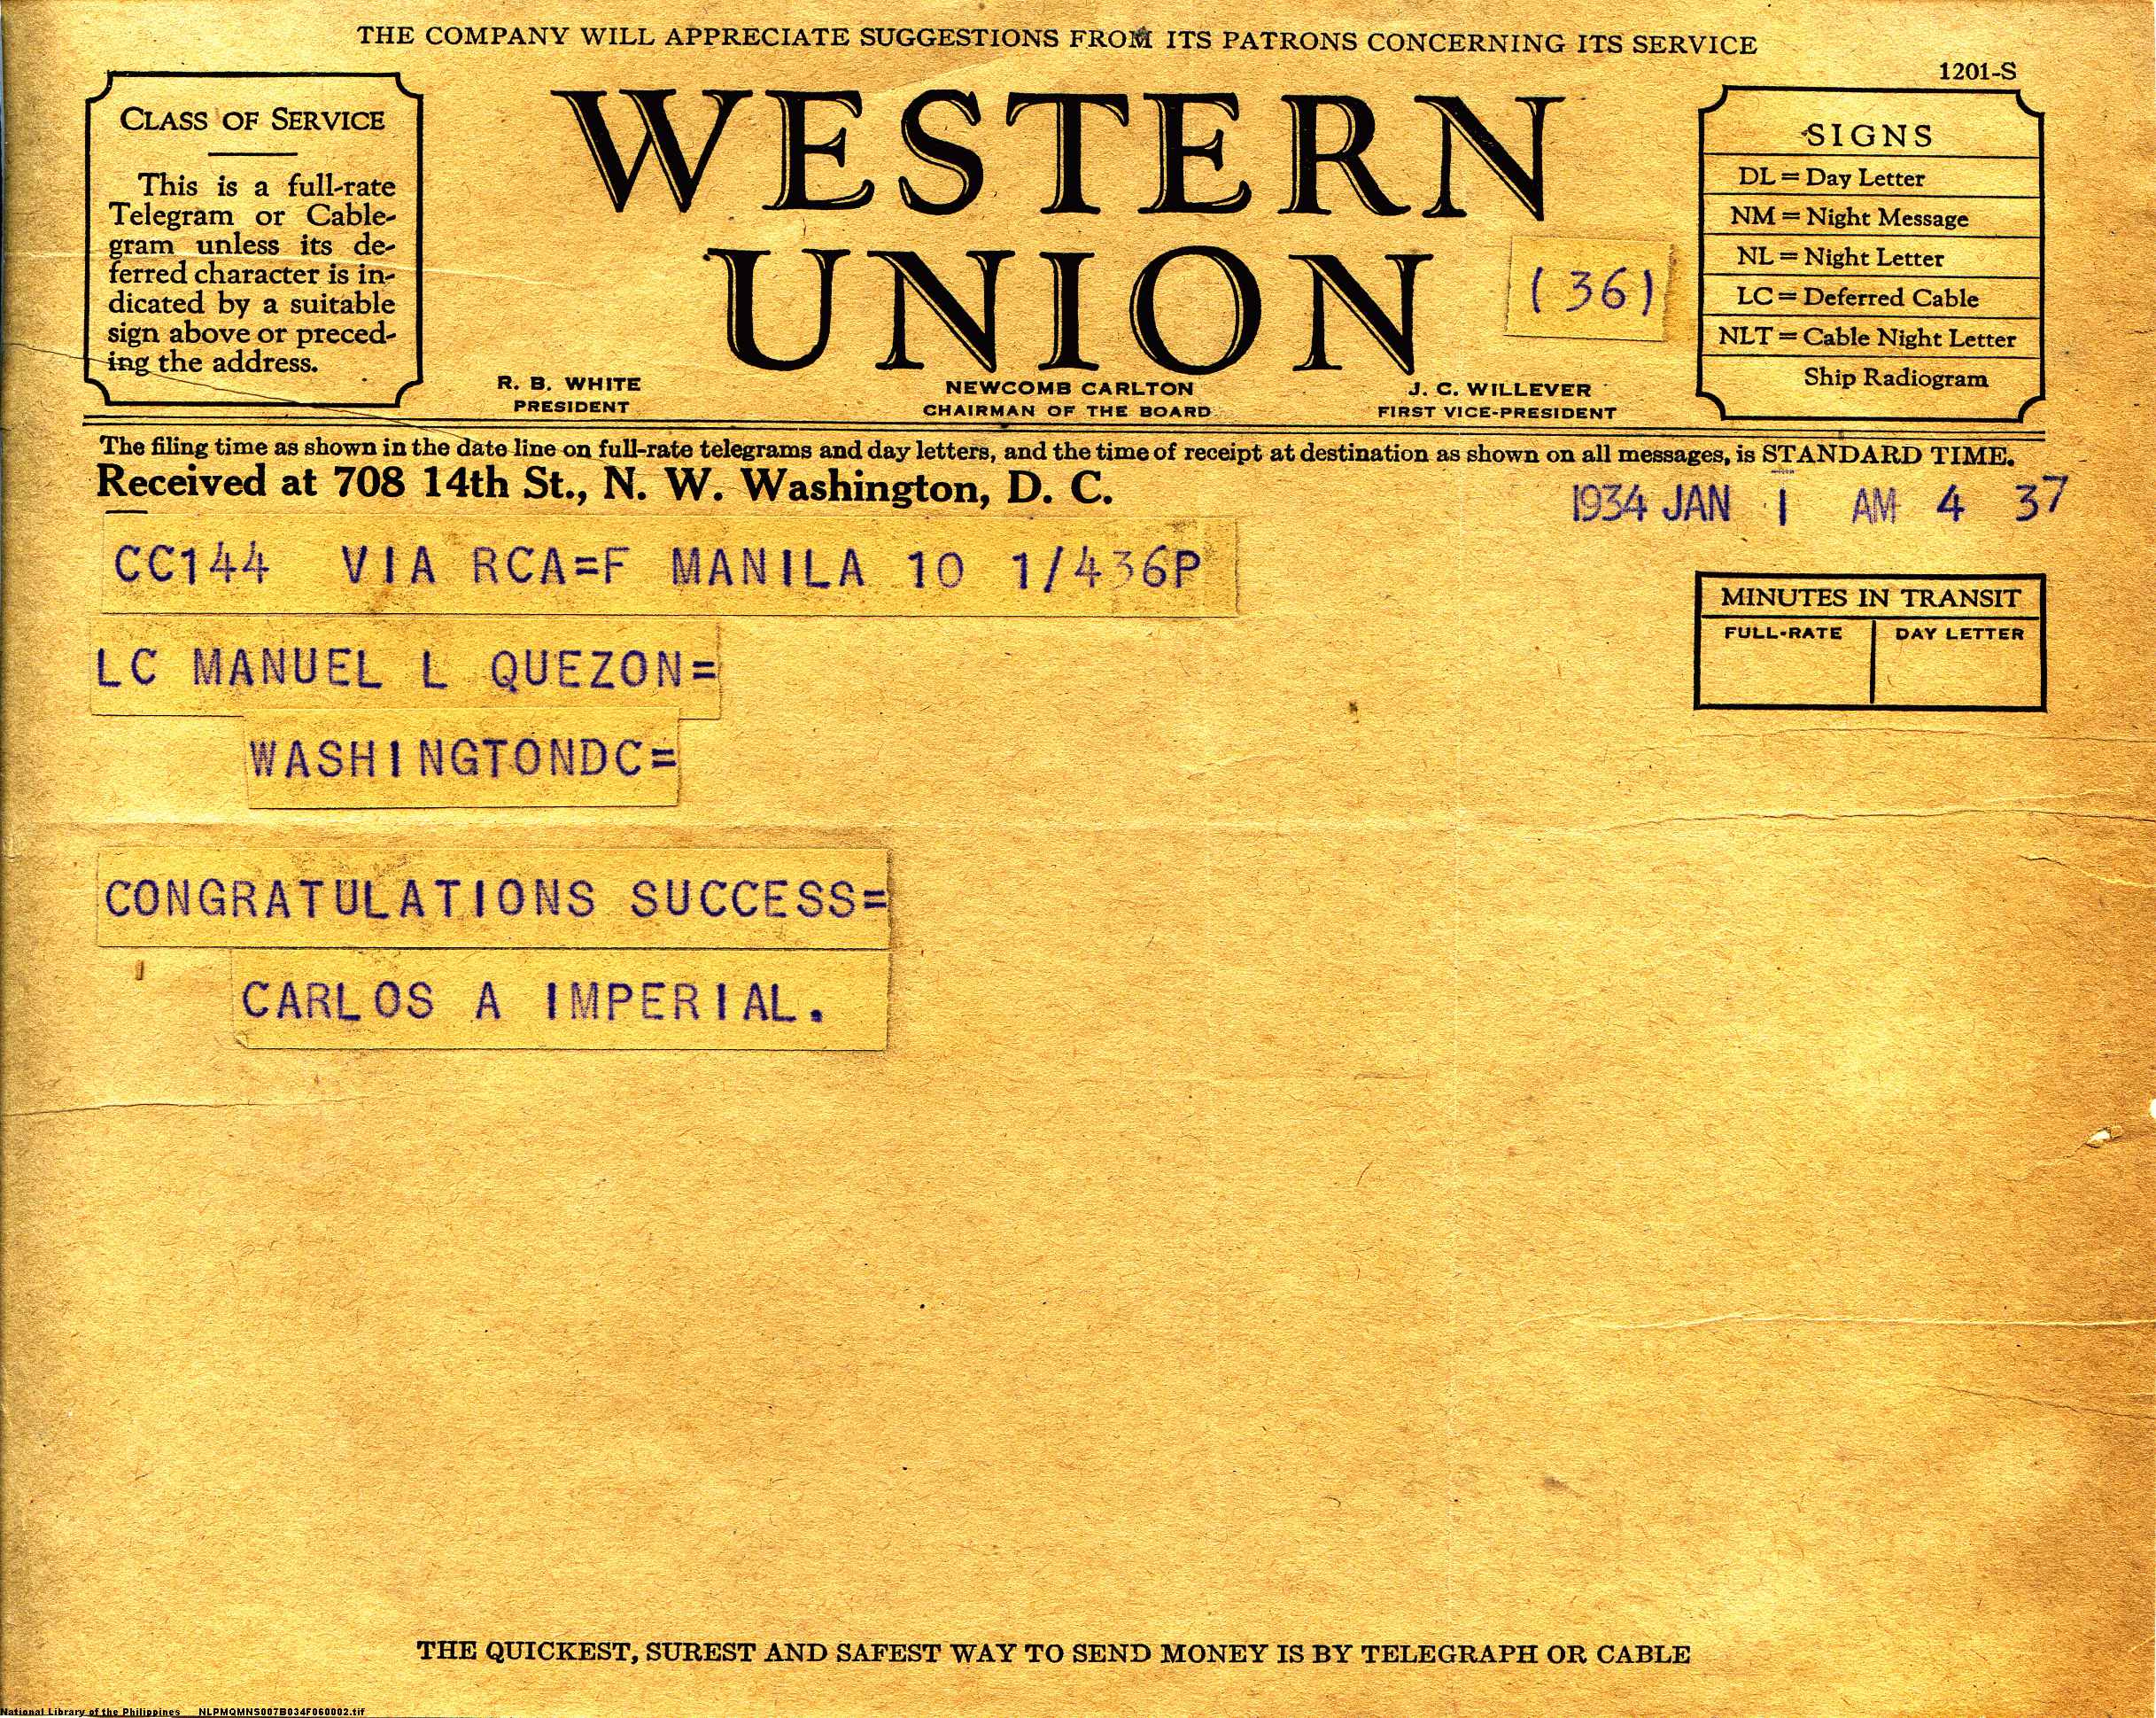 THE COMPANY WILL APPRECIATE SUGGESTIONS FROM ITS PATRONS CONCERNING ITS SERVICE
1201-S
CLASS OF SERVICE
This is a full-rate
Telegram or Cable-
gram unless its de-
ferred character is in-
dicated by a suitable
sign above or preced-
ing the address.
WESTERN
UNION
(36)
R. B. WHITE
PRESIDENT
NEWCOMB CARLTON
CHAIRMAN OF THE BOARD
J. C. WILLEVER
FIRST VICE-PRESIDENT
SIGNS
DL = Day Letter
NM = Night Message
NL = Night Letter
LC = Deferred Cable
NLT = Cable Night Letter
Ship Radiogram
The filing time as shown in the date line on full-rate telegrams and day letters, and the time of receipt at destination as shown on all messages, is STANDARD TIME.
Received at 708 14th St., N. W. Washington, D. C.
1934 JAN 1 AM 4 37
CC144 VIA RCA=F MANILA 10 1/436P
MINUTES IN TRANSIT
FULL-RATE
DAY LETTER
LC MANUEL L QUEZON=
WASHINGTONDC=
CONGRATULATIONS SUCCESS=
CARLOS A IMPERIAL.
THE QUICKEST, SUREST AND SAFEST WAY TO SEND MONEY IS BY TELEGRAPH OR CABLE
National Library of the Philippines NLPMQMNS007B034F060002.tif